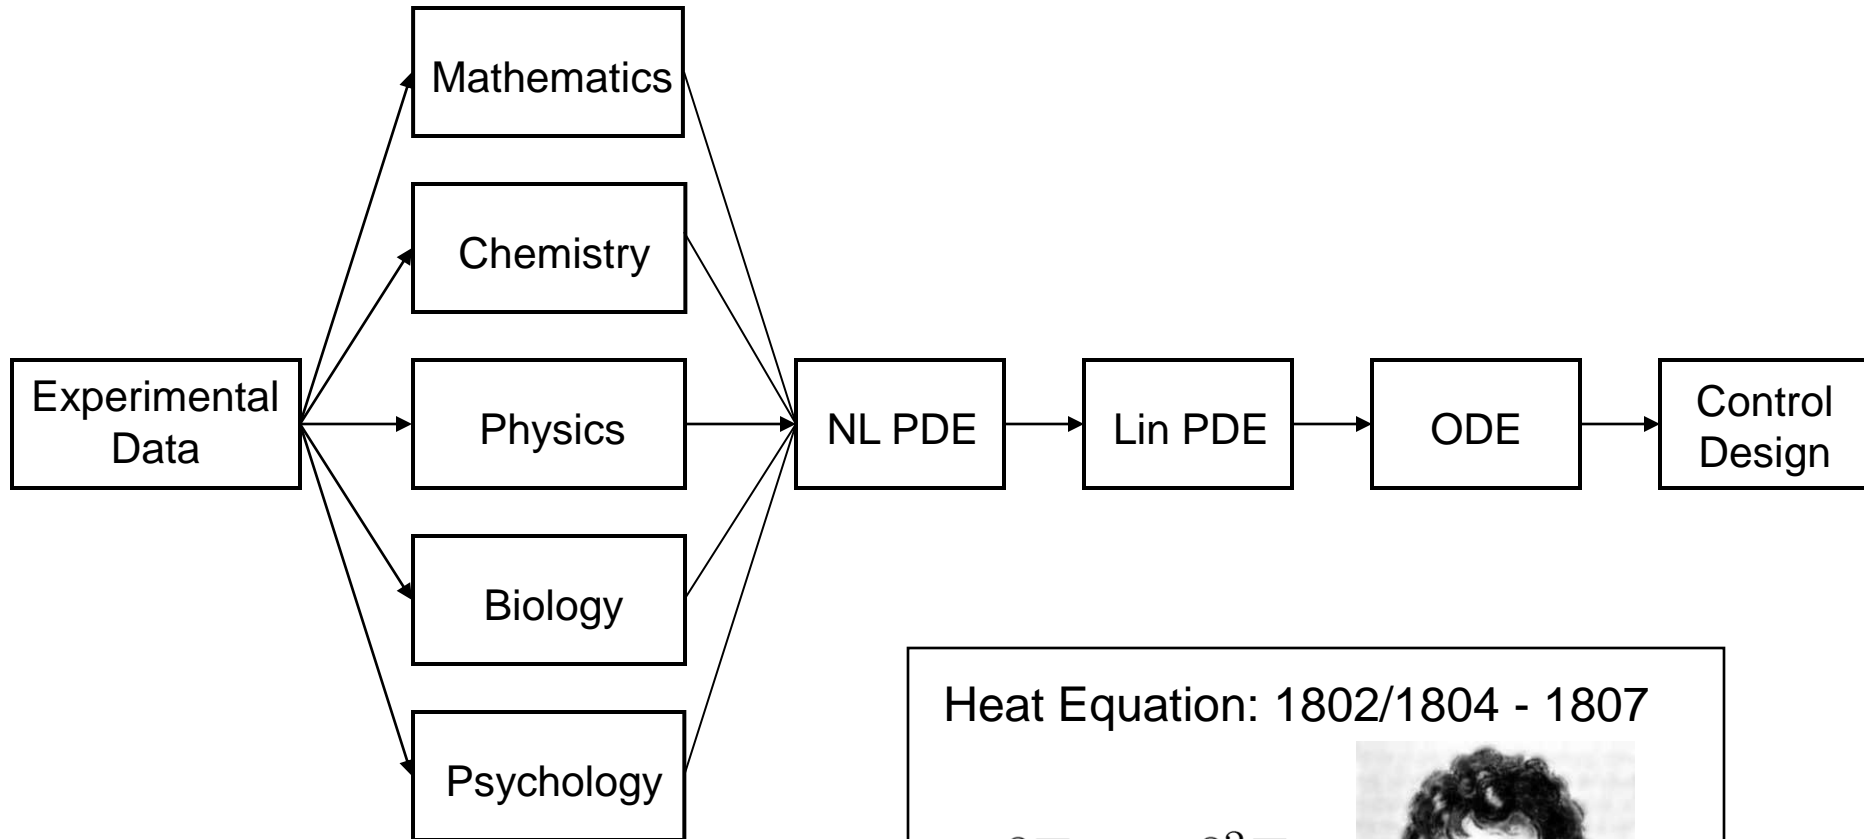 Mathematics
Chemistry
Experimental
Data
Physics
NL PDE
Lin PDE
ODE
Control
Design
Biology
Psychology
Heat Equation: 1802/1804 - 1807